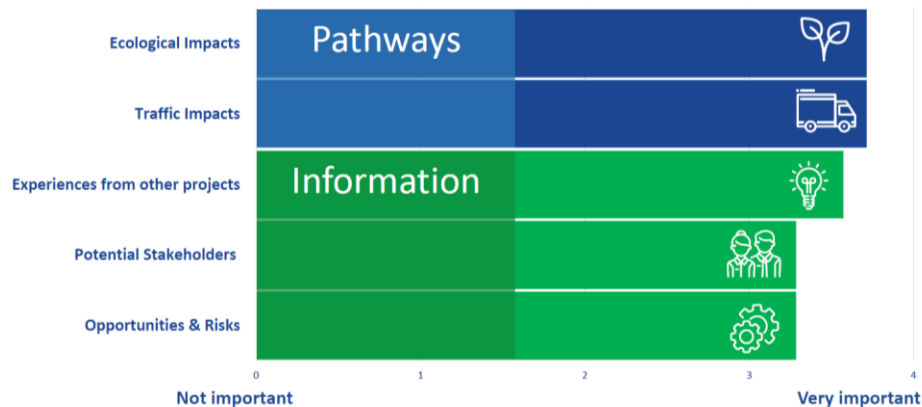 Ecological Impacts
Pathways
Traffic Impacts
Experiences from other projects
Information
Potential Stakeholders
Opportunities & Risks
0 1 2 3 4
Not important Very important